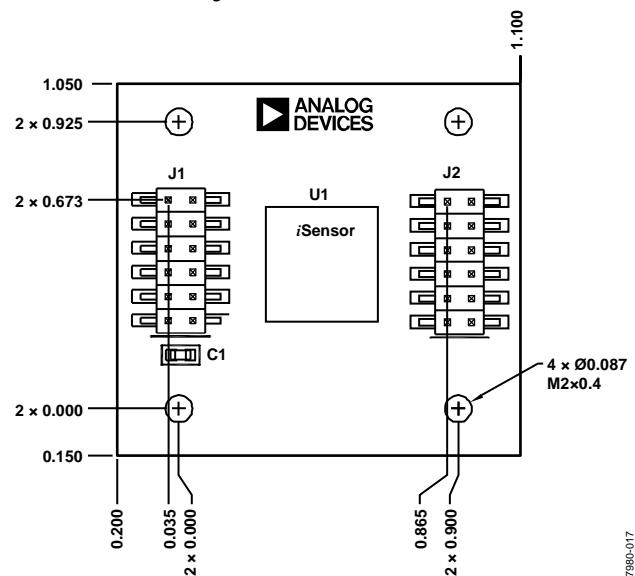 1.100
1.050
ANALOG
DEVICES
2 × 0.925
J1
J2
2 × 0.673
U1
iSensor
C1
4 × Ø0.087
M2×0.4
2 × 0.000
0.150
0.200
0.035
2 × 0.000
0.865
2 × 0.900
7980-017